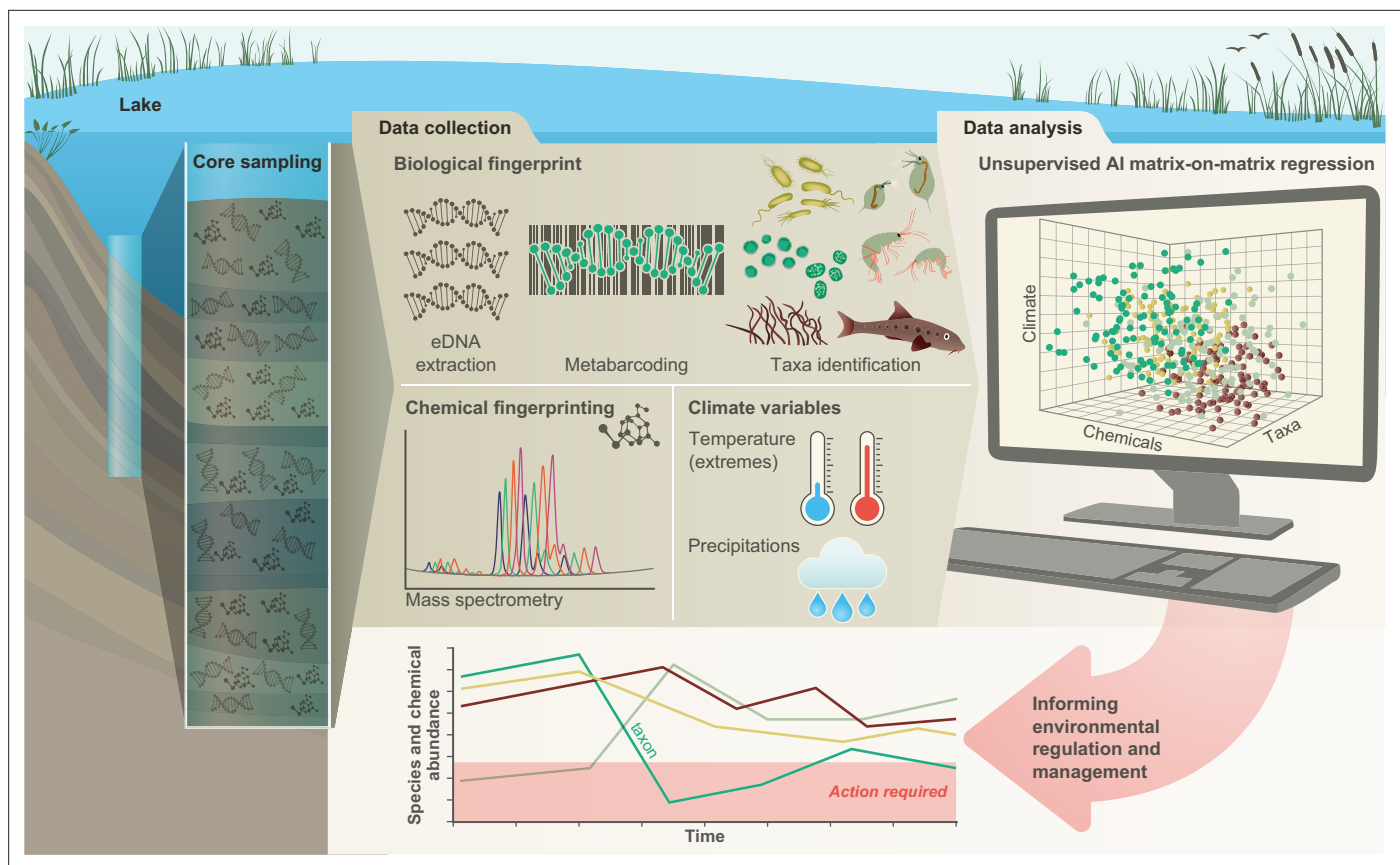 Lake
Core sampling
Data collection
Biological fingerprint
eDNA
extraction
Metabarcoding
Taxa identification
Chemical fingerprinting
Mass spectrometry
Climate variables
Temperature
(extremes)
Precipitations
Data analysis
Unsupervised AI matrix-on-matrix regression
Climate
Chemicals
Taxa
Species and chemical
abundance
taxon
Action required
Time
Informing
environmental
regulation and
management